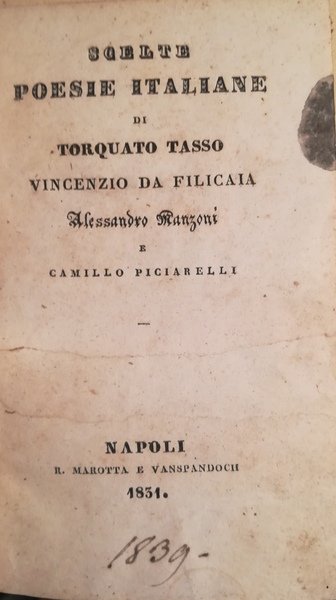 SCELTE
POESIE ITALIANE
DI
TORQUATO TASSO
VINCENZIO DA FILICAIA
Alessandro Manzoni
E
CAMILLO PICIARELLI
NAPOLI
R. MAROTTA E VANSPANDOCH
1831.
1839-